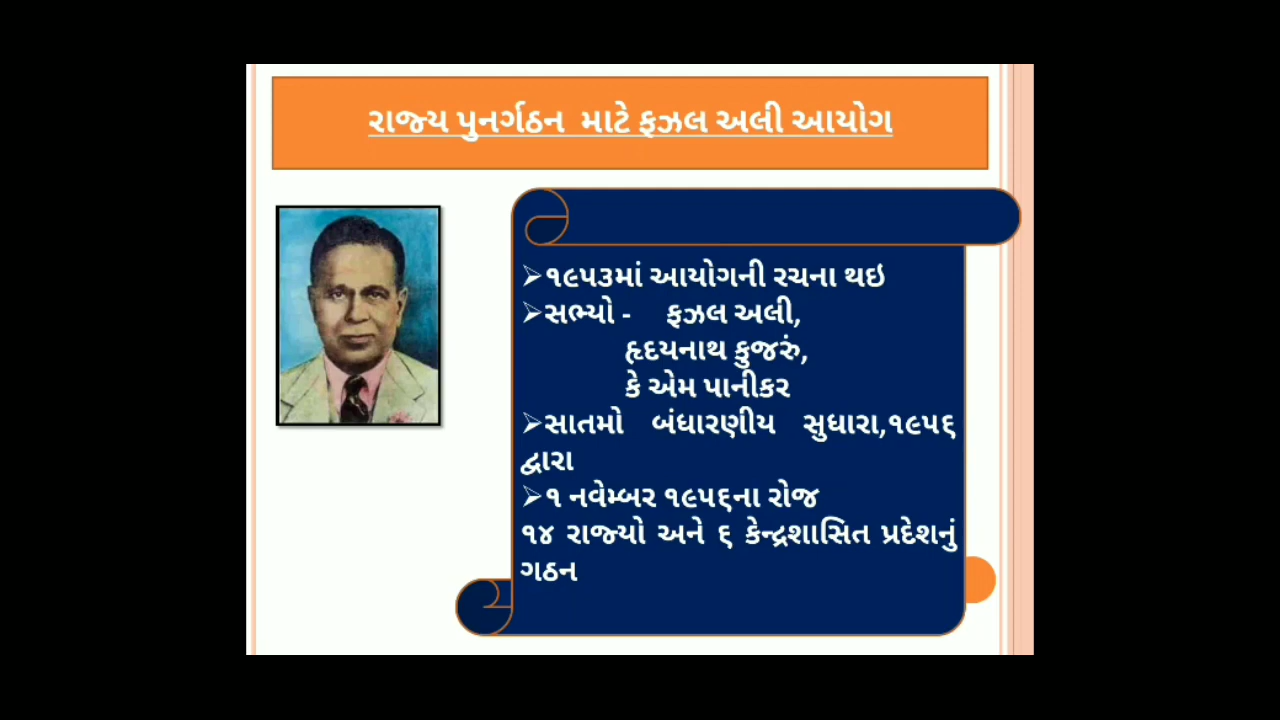 રાજ્ય પુનર્ગઠન માટે ફઝલ અલી આયોગ
➢૧૯૫૩માં આયોગની રચના થઇ
➢સભ્યો - ફઝલ અલી,
હૃદયનાથ કુજરું,
કે એમ પાનીકર
➢સાતમો બંધારણીય સુધારા,૧૯૫૬
દ્વારા
➢૧ નવેમ્બર ૧૯૫૬ના રોજ
૧૪ રાજ્યો અને ૬ કેન્દ્રશાસિત પ્રદેશનું
ગઠન